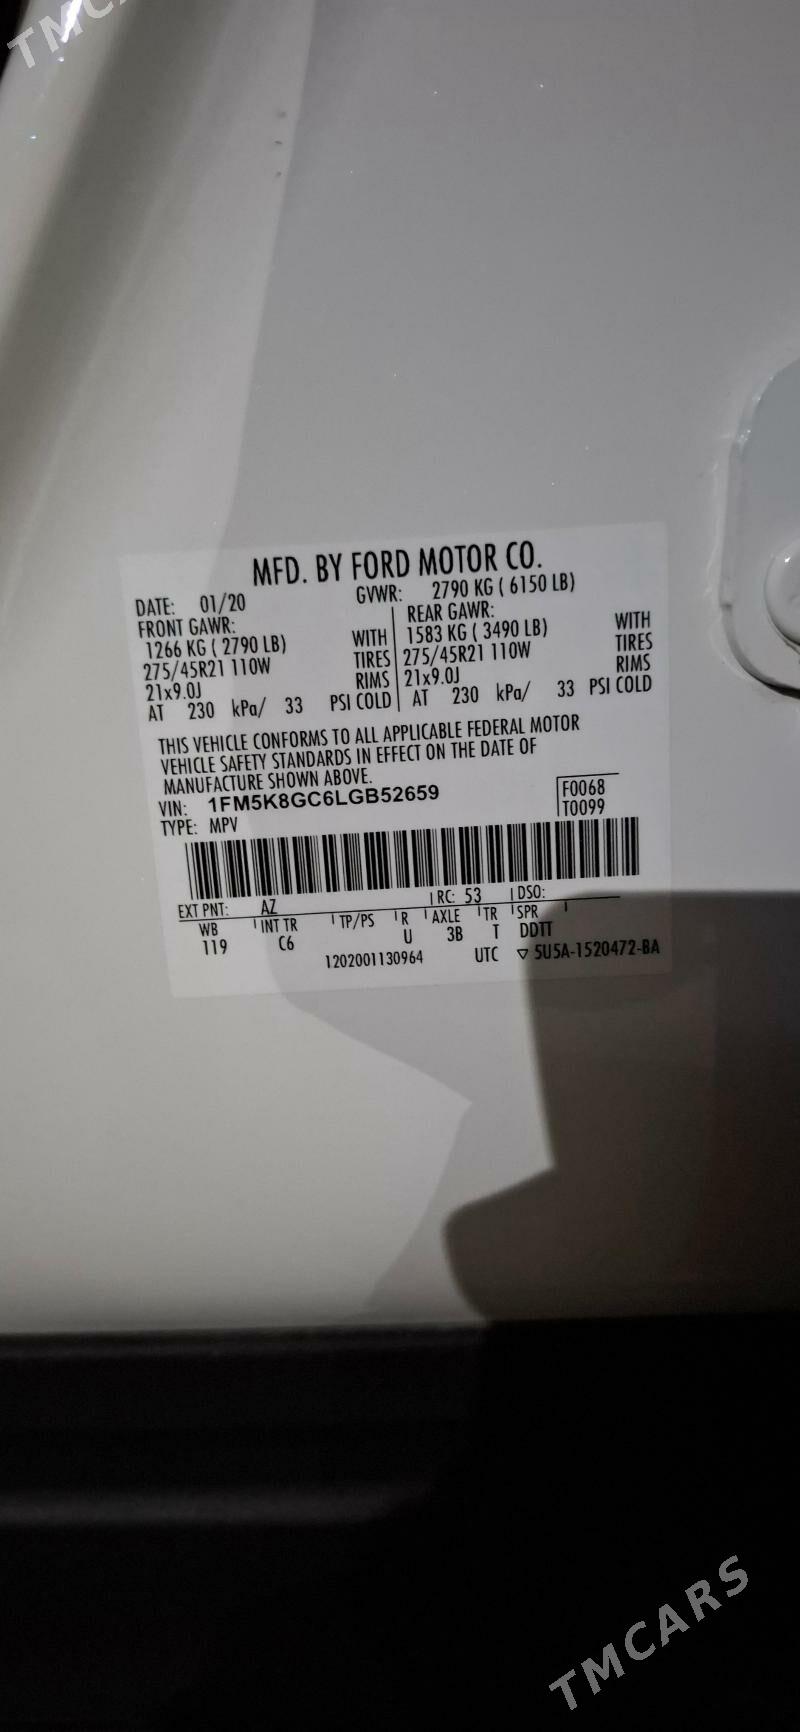 TMCA
MFD. BY FORD MOTOR CO.
DATE: 01/20 GVWR: 2790 KG ( 6150 LB)
FRONT GAWR: REAR GAWR:
1266 KG ( 2790 LB) WITH 1583 KG ( 3490 LB) WITH
275/45R21 110W TIRES 275/45R21 110W TIRES
21x9.0J RIMS 21x9.0J RIMS
AT 230 kPa/ 33 PSI COLD AT 230 kPa/ 33 PSI COLD
THIS VEHICLE CONFORMS TO ALL APPLICABLE FEDERAL MOTOR
VEHICLE SAFETY STANDARDS IN EFFECT ON THE DATE OF
MANUFACTURE SHOWN ABOVE.
VIN: 1FM5K8GC6LGB52659 F0068
TYPE: MPV T0099
EXT PNT: AZ RC: 53 DSO:
WB INT TR TP/PS R AXLE TR SPR
119 C6 U 3B T DDTT
1202001130964 UTC ▽ 5U5A-1520472-BA
TMCARS